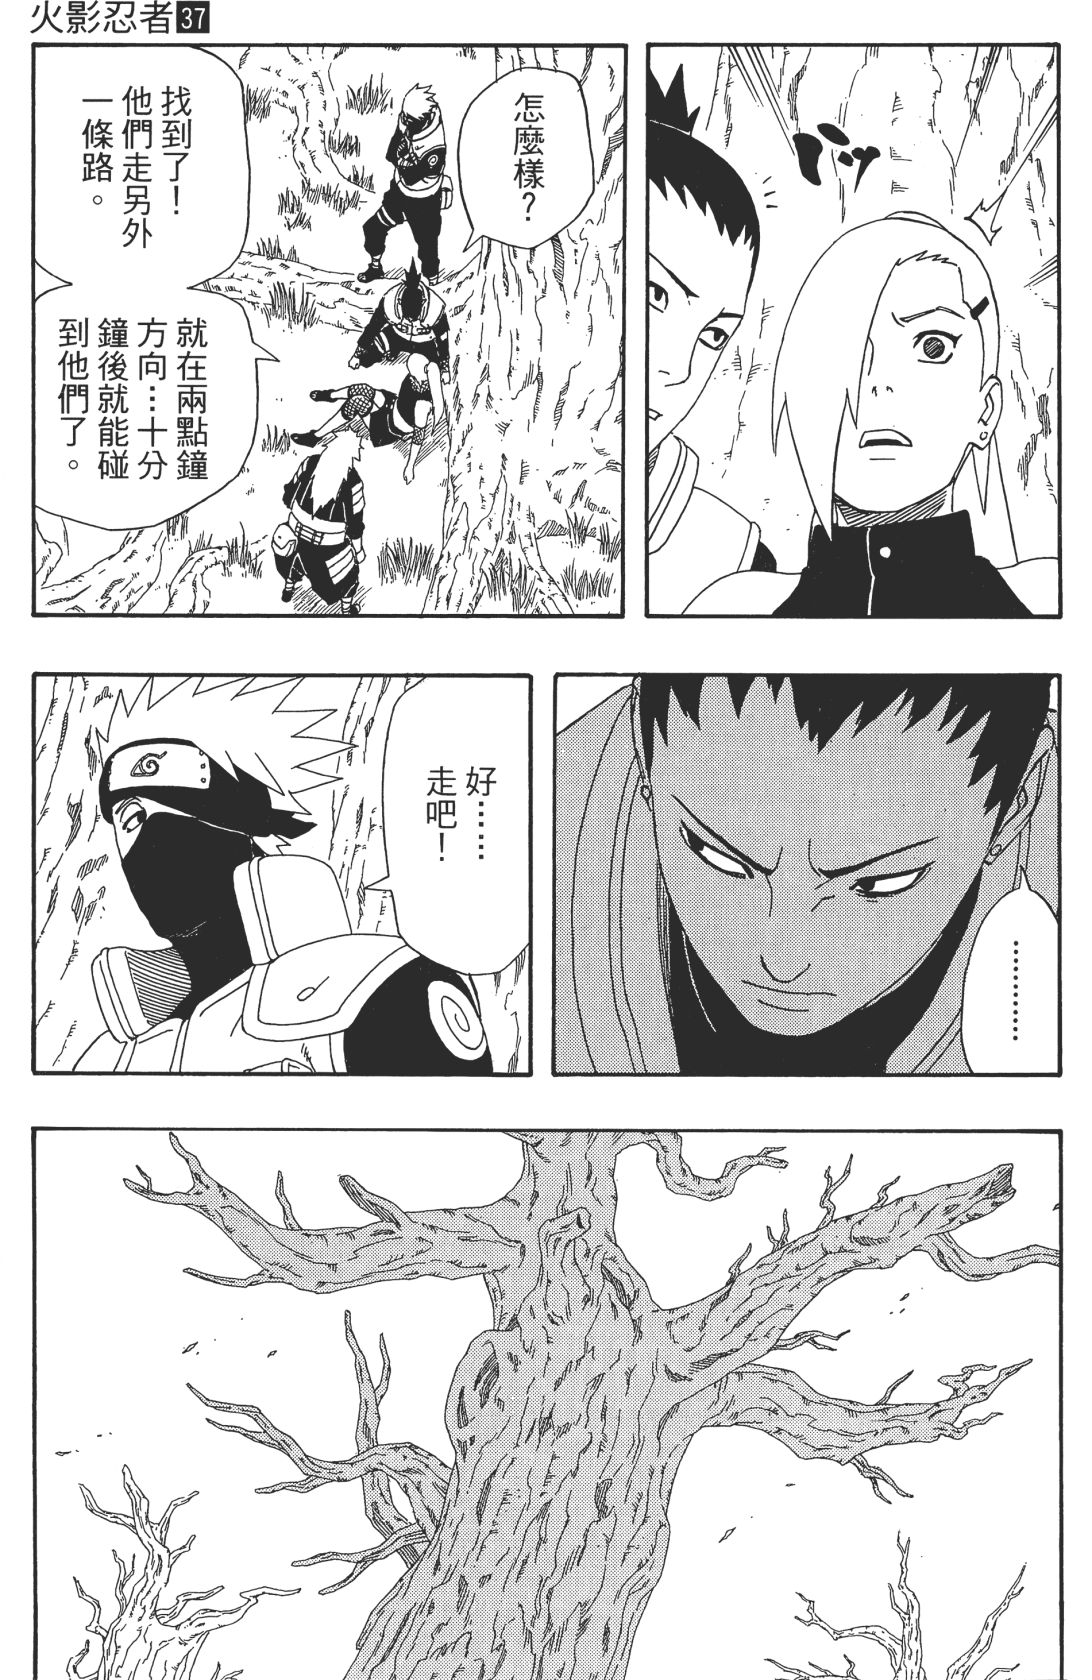 火影忍者37
ドッ
怎麼樣？
找到了！
他們走另外
一條路。
就在兩點鐘
方向…十分
鐘後就能碰
到他們了。
…………
好……
走吧！